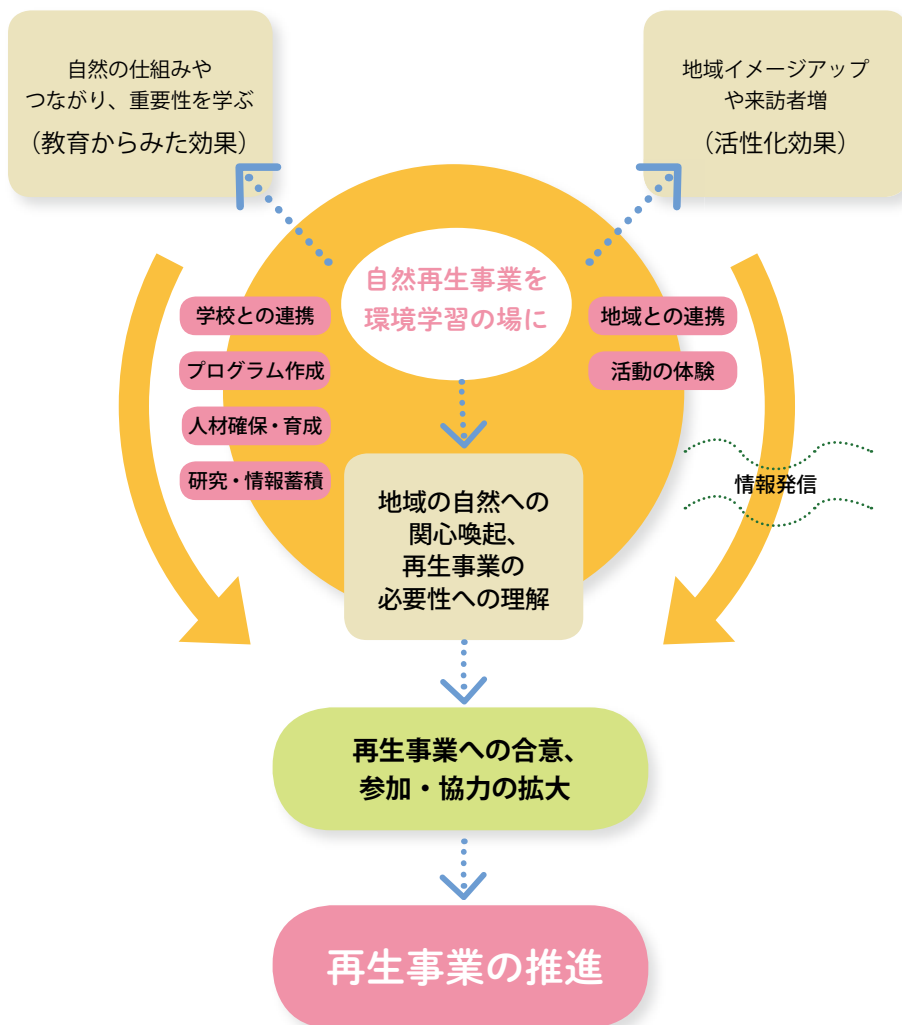 自然の仕組みや
つながり、重要性を学ぶ
（教育からみた効果）
地域イメージアップ
や来訪者増
（活性化効果）
自然再生事業を
環境学習の場に
学校との連携
プログラム作成
人材確保・育成
研究・情報蓄積
地域との連携
活動の体験
情報発信
地域の自然への
関心喚起、
再生事業の
必要性への理解
再生事業への合意、
参加・協力の拡大
再生事業の推進